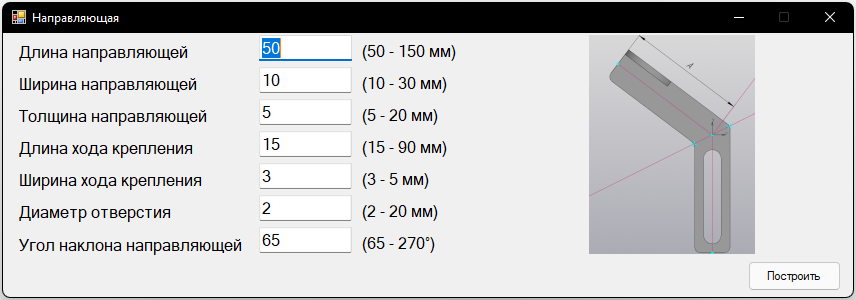 Направляющая
Длина направляющей 50 (50 - 150 мм)
Ширина направляющей 10 (10 - 30 мм)
Толщина направляющей 5 (5 - 20 мм)
Длина хода крепления 15 (15 - 90 мм)
Ширина хода крепления 3 (3 - 5 мм)
Диаметр отверстия 2 (2 - 20 мм)
Угол наклона направляющей 65 (65 - 270°)
A
Построить